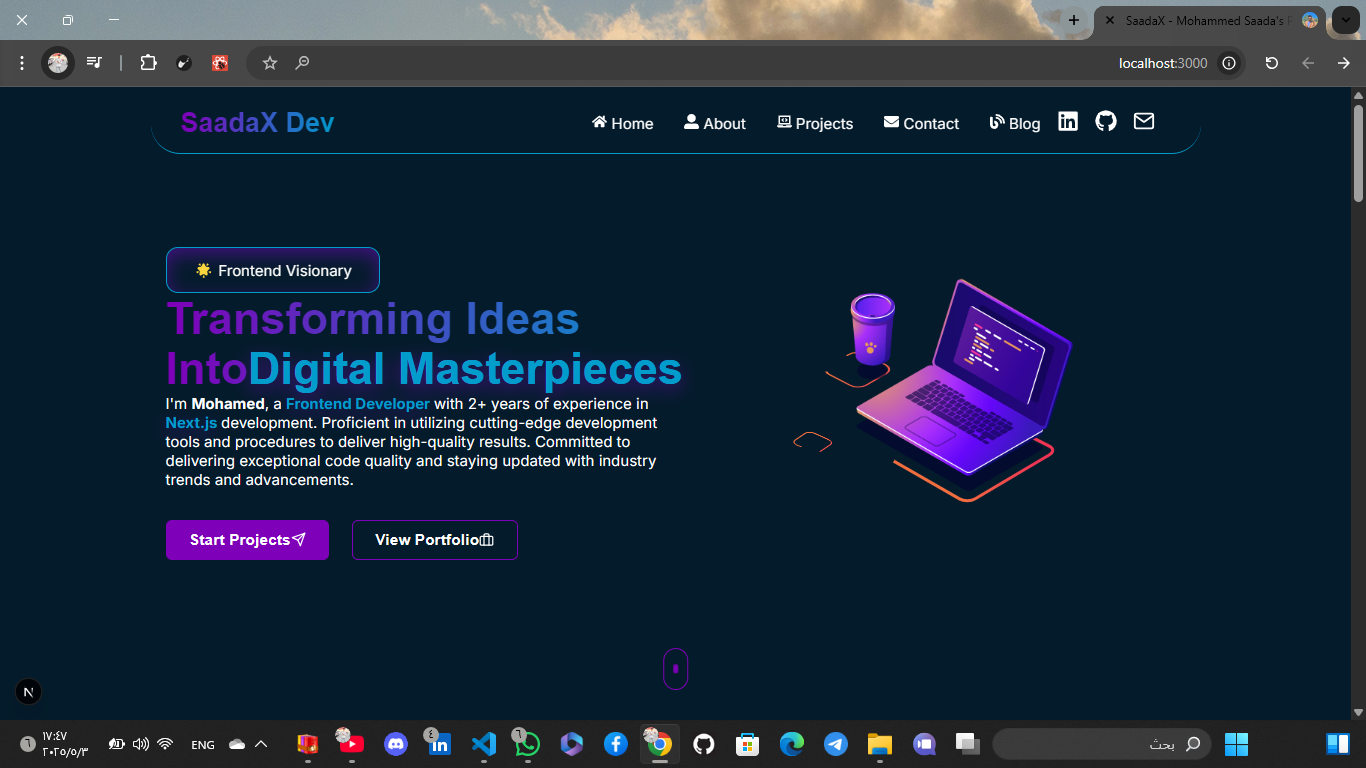 SaadaX - Mohammed Saada's P
localhost:3000
SaadaX Dev
Home
About
Projects
Contact
Blog
Frontend Visionary
Transforming Ideas
IntoDigital Masterpieces
I'm Mohamed, a Frontend Developer with 2+ years of experience in
Next.js development. Proficient in utilizing cutting-edge development
tools and procedures to deliver high-quality results. Committed to
delivering exceptional code quality and staying updated with industry
trends and advancements.
Start Projects
View Portfolio
N
٦
١٧:٤٧
٢٠٢٥/٥/٣
ENG
٤
٦
بحث